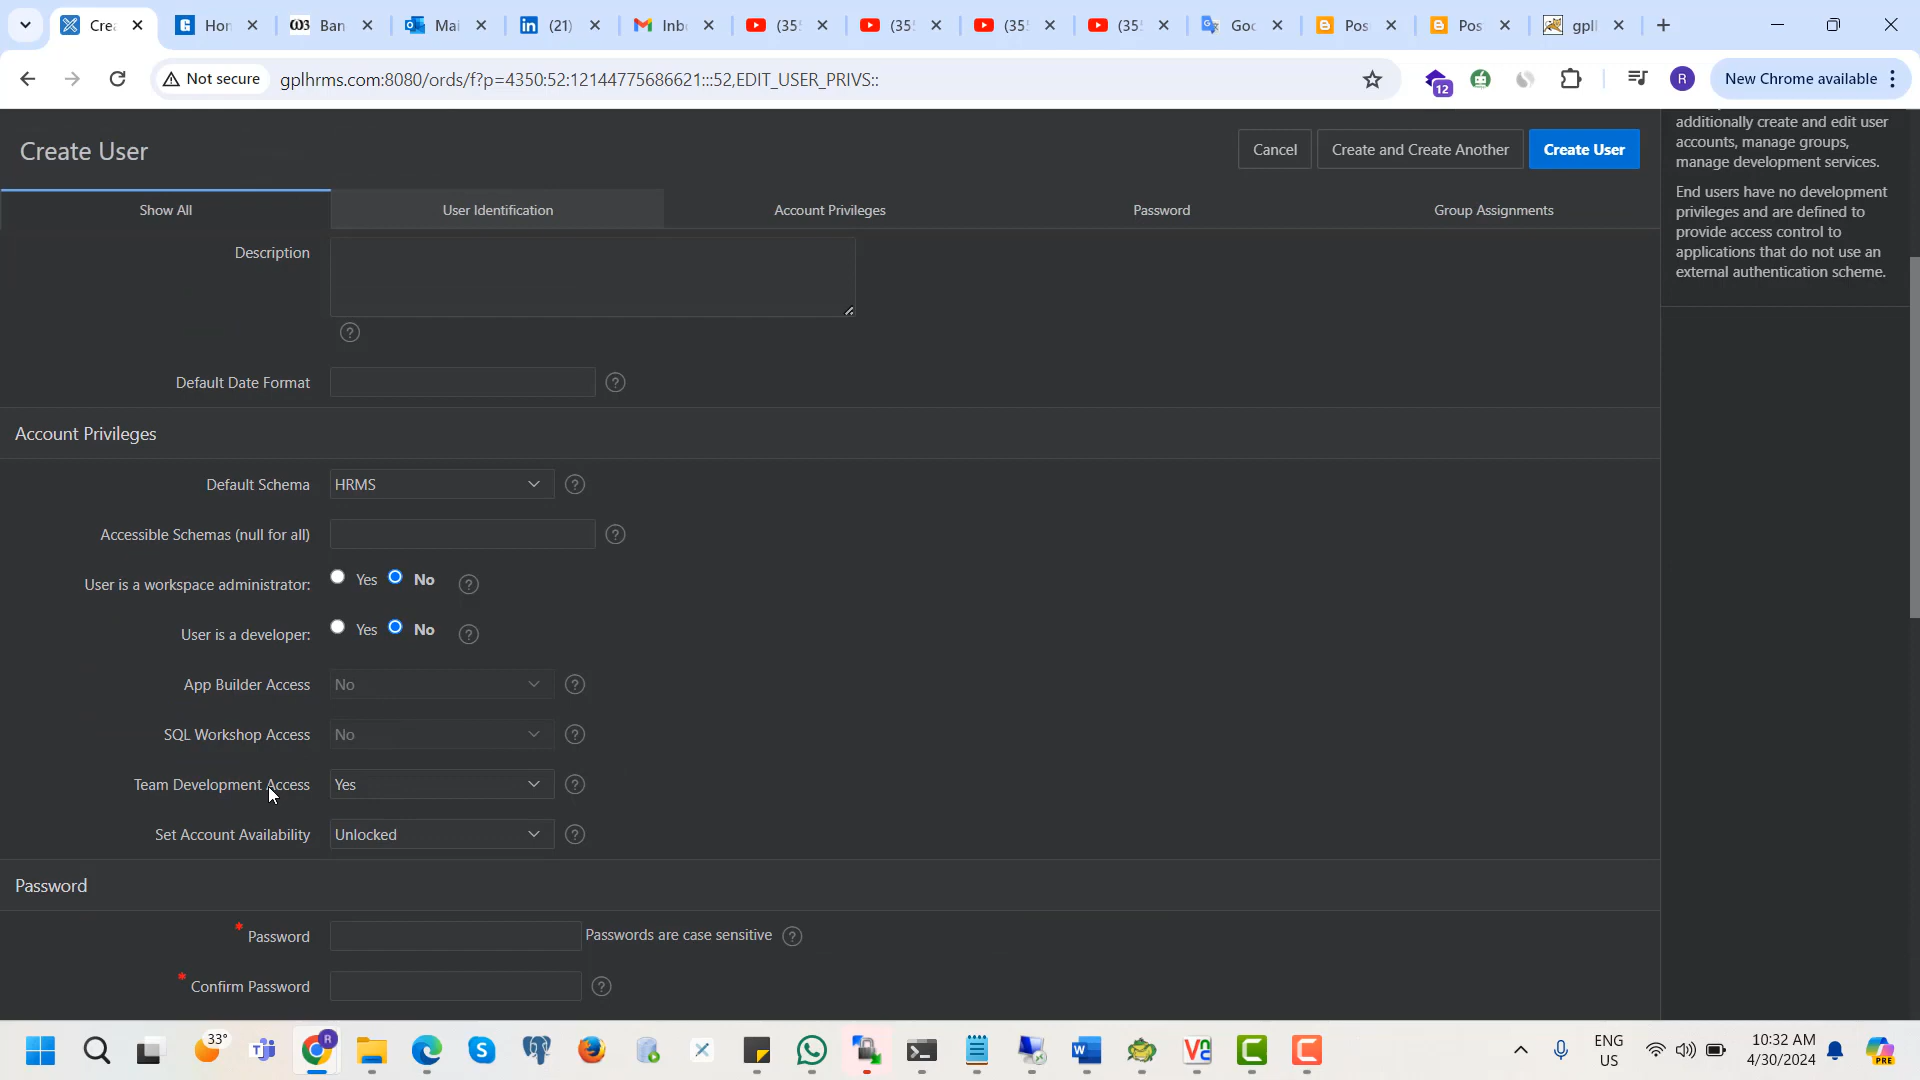 Cre
Hon
Ban
Mai
(21)
Inb
(35
(35
(35
(35
Goo
Pos
Pos
gpll
Not secure
gplhrms.com:8080/ords/f?p=4350:52:12144775686621:::52,EDIT_USER_PRIVS::
12
R
New Chrome available
Create User
Cancel
Create and Create Another
Create User
Show All
User Identification
Account Privileges
Password
Group Assignments
additionally create and edit user
accounts, manage groups,
manage development services.
End users have no development
privileges and are defined to
provide access control to
applications that do not use an
external authentication scheme.
Description
Default Date Format
Account Privileges
Default Schema
HRMS
Accessible Schemas (null for all)
User is a workspace administrator:
Yes
No
User is a developer:
Yes
No
App Builder Access
No
SQL Workshop Access
No
Team Development Access
Yes
Set Account Availability
Unlocked
Password
* Password
Passwords are case sensitive
* Confirm Password
33°
ENG
US
10:32 AM
4/30/2024
PRE